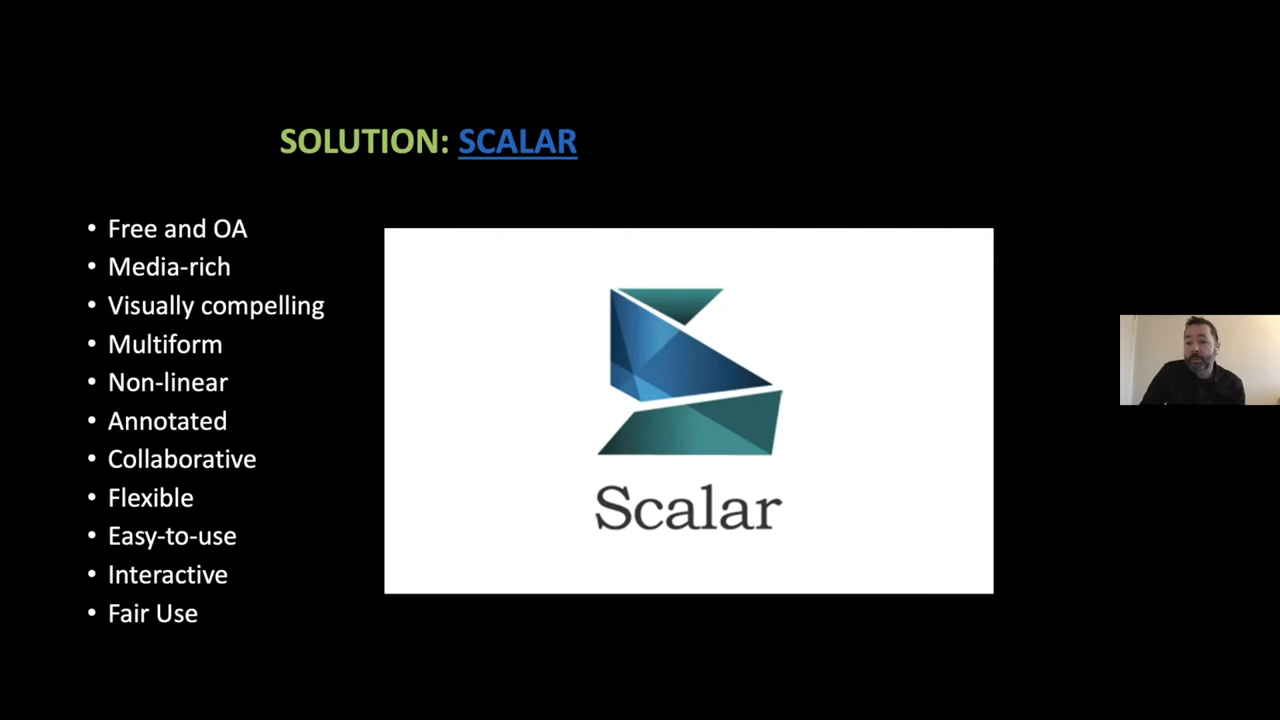 SOLUTION: SCALAR
• Free and OA
• Media-rich
• Visually compelling
• Multiform
• Non-linear
• Annotated
• Collaborative
• Flexible
• Easy-to-use
• Interactive
• Fair Use
Scalar